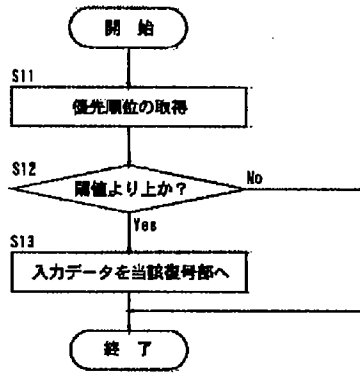 開 始
S11
優先順位の取得
S12
閾値より上か?
No
Yes
S13
入力データを当該復号部へ
終 了